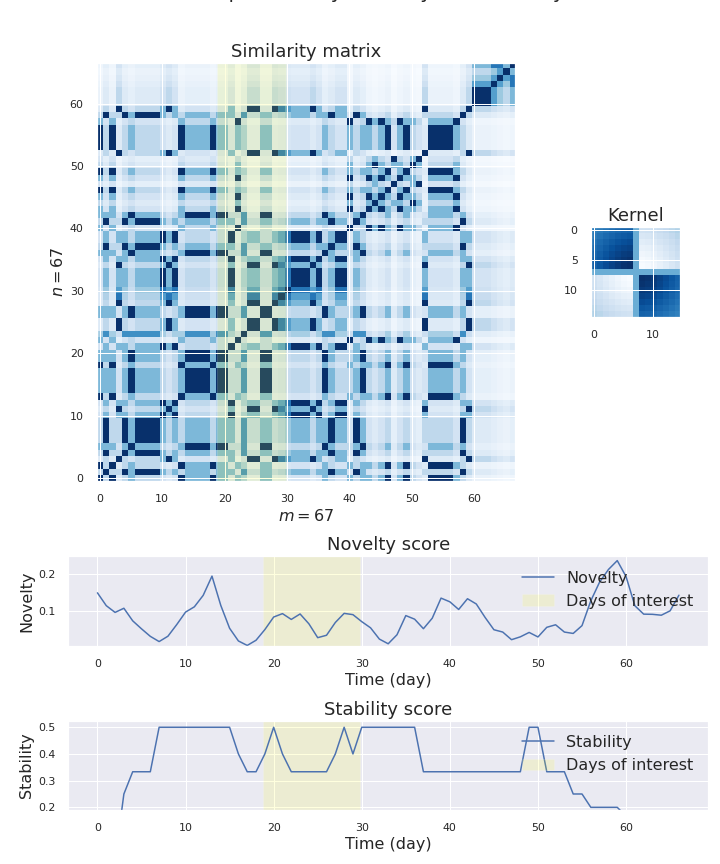 Similarity matrix
60
50
40
30
20
10
0
n = 67
0 10 20 30 40 50 60
m = 67
Kernel
0
5
10
0 10
Novelty score
0.2
0.1
Novelty
Novelty
Days of interest
0 10 20 30 40 50 60
Time (day)
Stability score
0.5
0.4
0.3
0.2
Stability
Stability
Days of interest
0 10 20 30 40 50 60
Time (day)